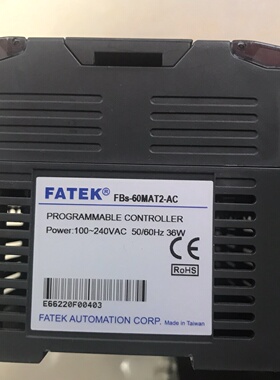 FATEK® FBs-60MAT2-AC
PROGRAMMABLE CONTROLLER
Power:100~240VAC 50/60Hz 36W
CE
RoHS
E66220F00403
FATEK AUTOMATION CORP. Made in Taiwan